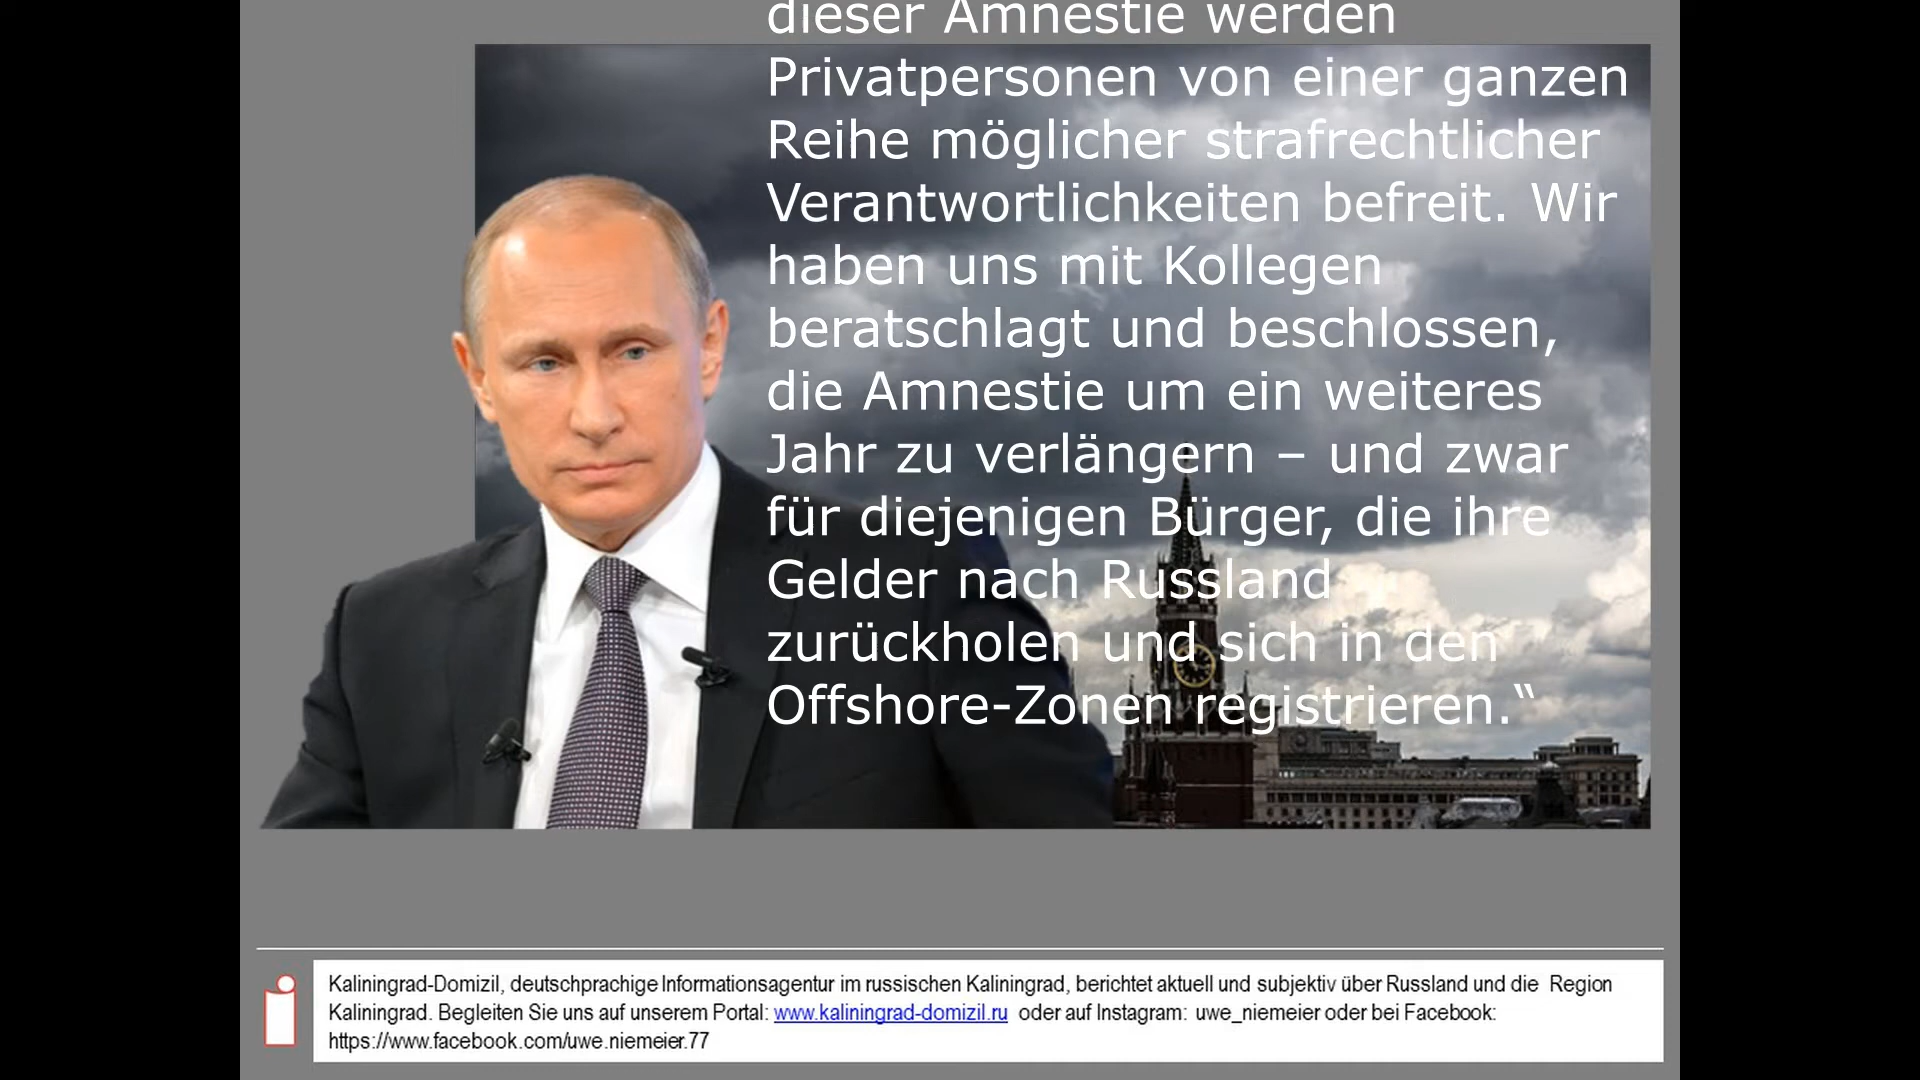 dieser Amnestie werden
Privatpersonen von einer ganzen
Reihe möglicher strafrechtlicher
Verantwortlichkeiten befreit. Wir
haben uns mit Kollegen
beratschlagt und beschlossen,
die Amnestie um ein weiteres
Jahr zu verlängern – und zwar
für diejenigen Bürger, die ihre
Gelder nach Russland
zurückholen und sich in den
Offshore-Zonen registrieren.“
Kaliningrad-Domizil, deutschprachige Informationsagentur im russischen Kaliningrad, berichtet aktuell und subjektiv über Russland und die Region
Kaliningrad. Begleiten Sie uns auf unserem Portal: www.kaliningrad-domizil.ru oder auf Instagram: uwe_niemeier oder bei Facebook:
https://www.facebook.com/uwe.niemeier.77